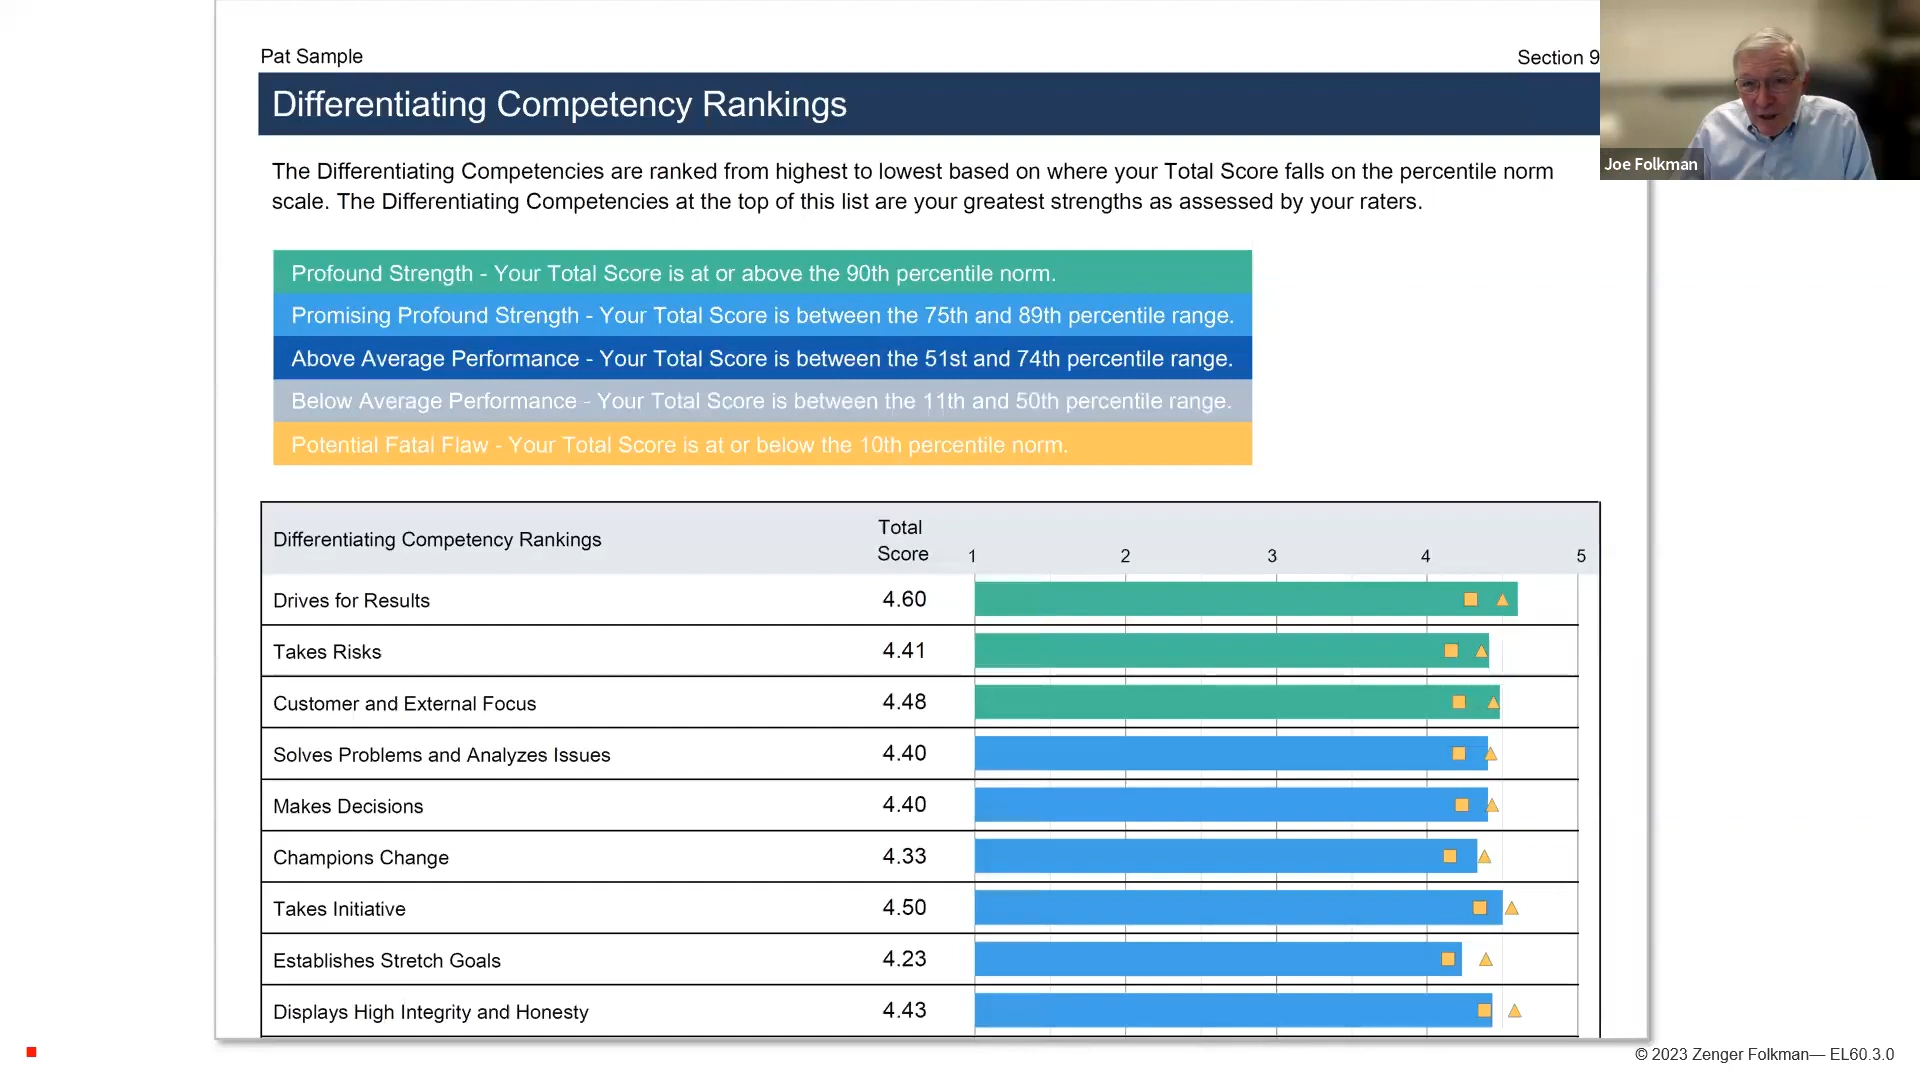 Pat Sample
Section 9
Differentiating Competency Rankings
The Differentiating Competencies are ranked from highest to lowest based on where your Total Score falls on the percentile norm
scale. The Differentiating Competencies at the top of this list are your greatest strengths as assessed by your raters.
Profound Strength - Your Total Score is at or above the 90th percentile norm.
Promising Profound Strength - Your Total Score is between the 75th and 89th percentile range.
Above Average Performance - Your Total Score is between the 51st and 74th percentile range.
Below Average Performance - Your Total Score is between the 11th and 50th percentile range.
Potential Fatal Flaw - Your Total Score is at or below the 10th percentile norm.
Differentiating Competency Rankings
Total
Score
1 2 3 4 5
Drives for Results 4.60
Takes Risks 4.41
Customer and External Focus 4.48
Solves Problems and Analyzes Issues 4.40
Makes Decisions 4.40
Champions Change 4.33
Takes Initiative 4.50
Establishes Stretch Goals 4.23
Displays High Integrity and Honesty 4.43
Joe Folkman
© 2023 Zenger Folkman— EL60.3.0